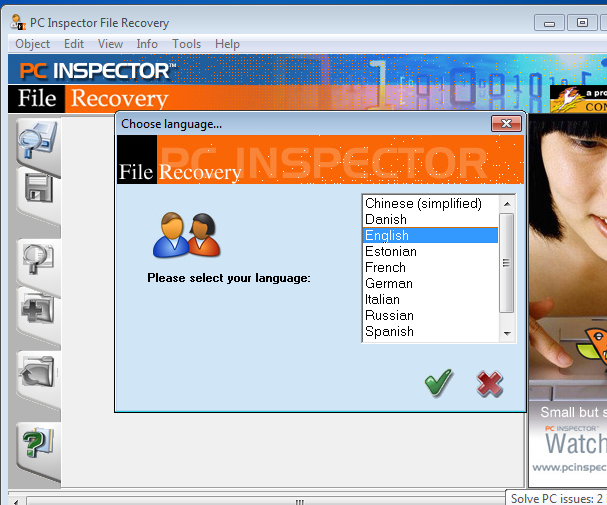 PC Inspector File Recovery
Object Edit View Info Tools Help
PC INSPECTOR™
File Recovery
a pro
CON
Choose language...
PC INSPECTOR
File Recovery
Please select your language:
Chinese (simplified)
Danish
English
Estonian
French
German
Italian
Russian
Spanish
Small but s
PC INSPECTOR™
Watch
www.pcinspec
Solve PC issues: 2